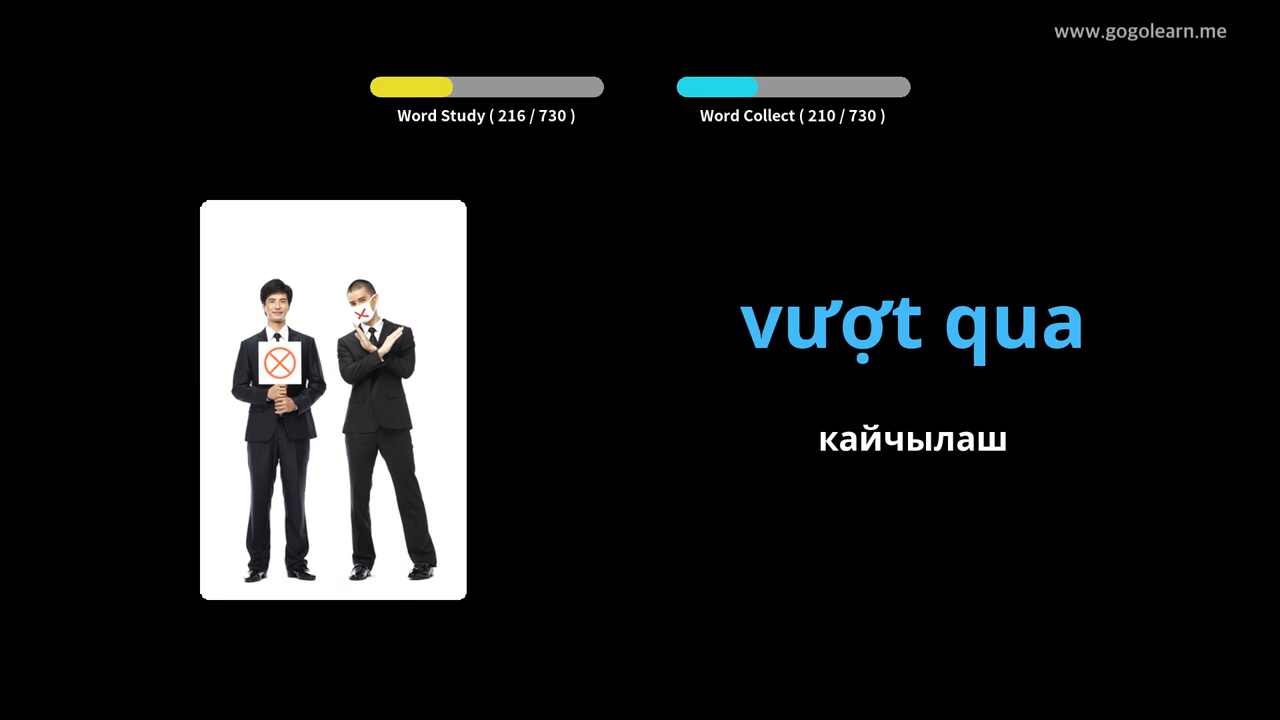 www.gogolearn.me
Word Study ( 216 / 730 )
Word Collect ( 210 / 730 )
vượt qua
кайчылаш